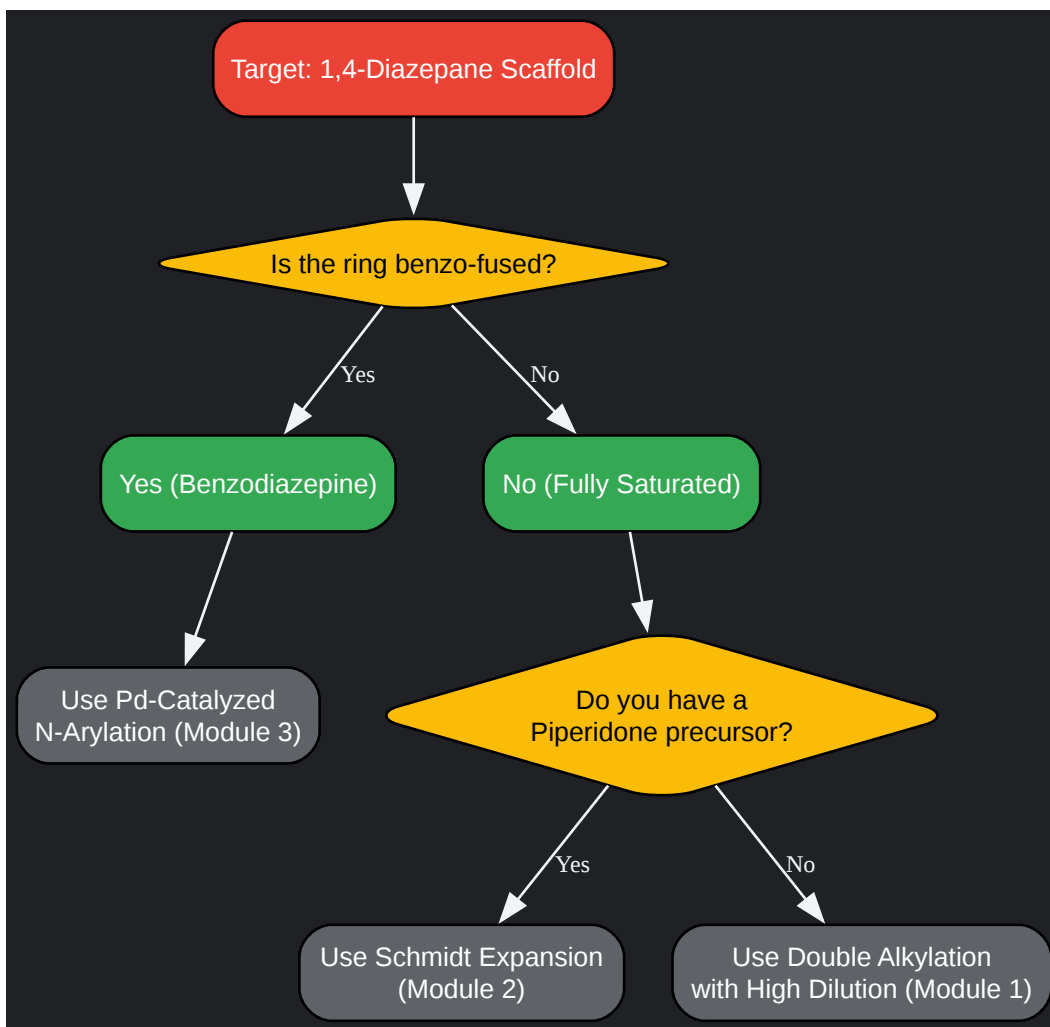 Target: 1,4-Diazepane Scaffold
Is the ring benzo-fused?
Yes
No
Yes (Benzodiazepine)
No (Fully Saturated)
Use Pd-Catalyzed
N-Arylation (Module 3)
Do you have a
Piperidone precursor?
Yes
No
Use Schmidt Expansion
(Module 2)
Use Double Alkylation
with High Dilution (Module 1)